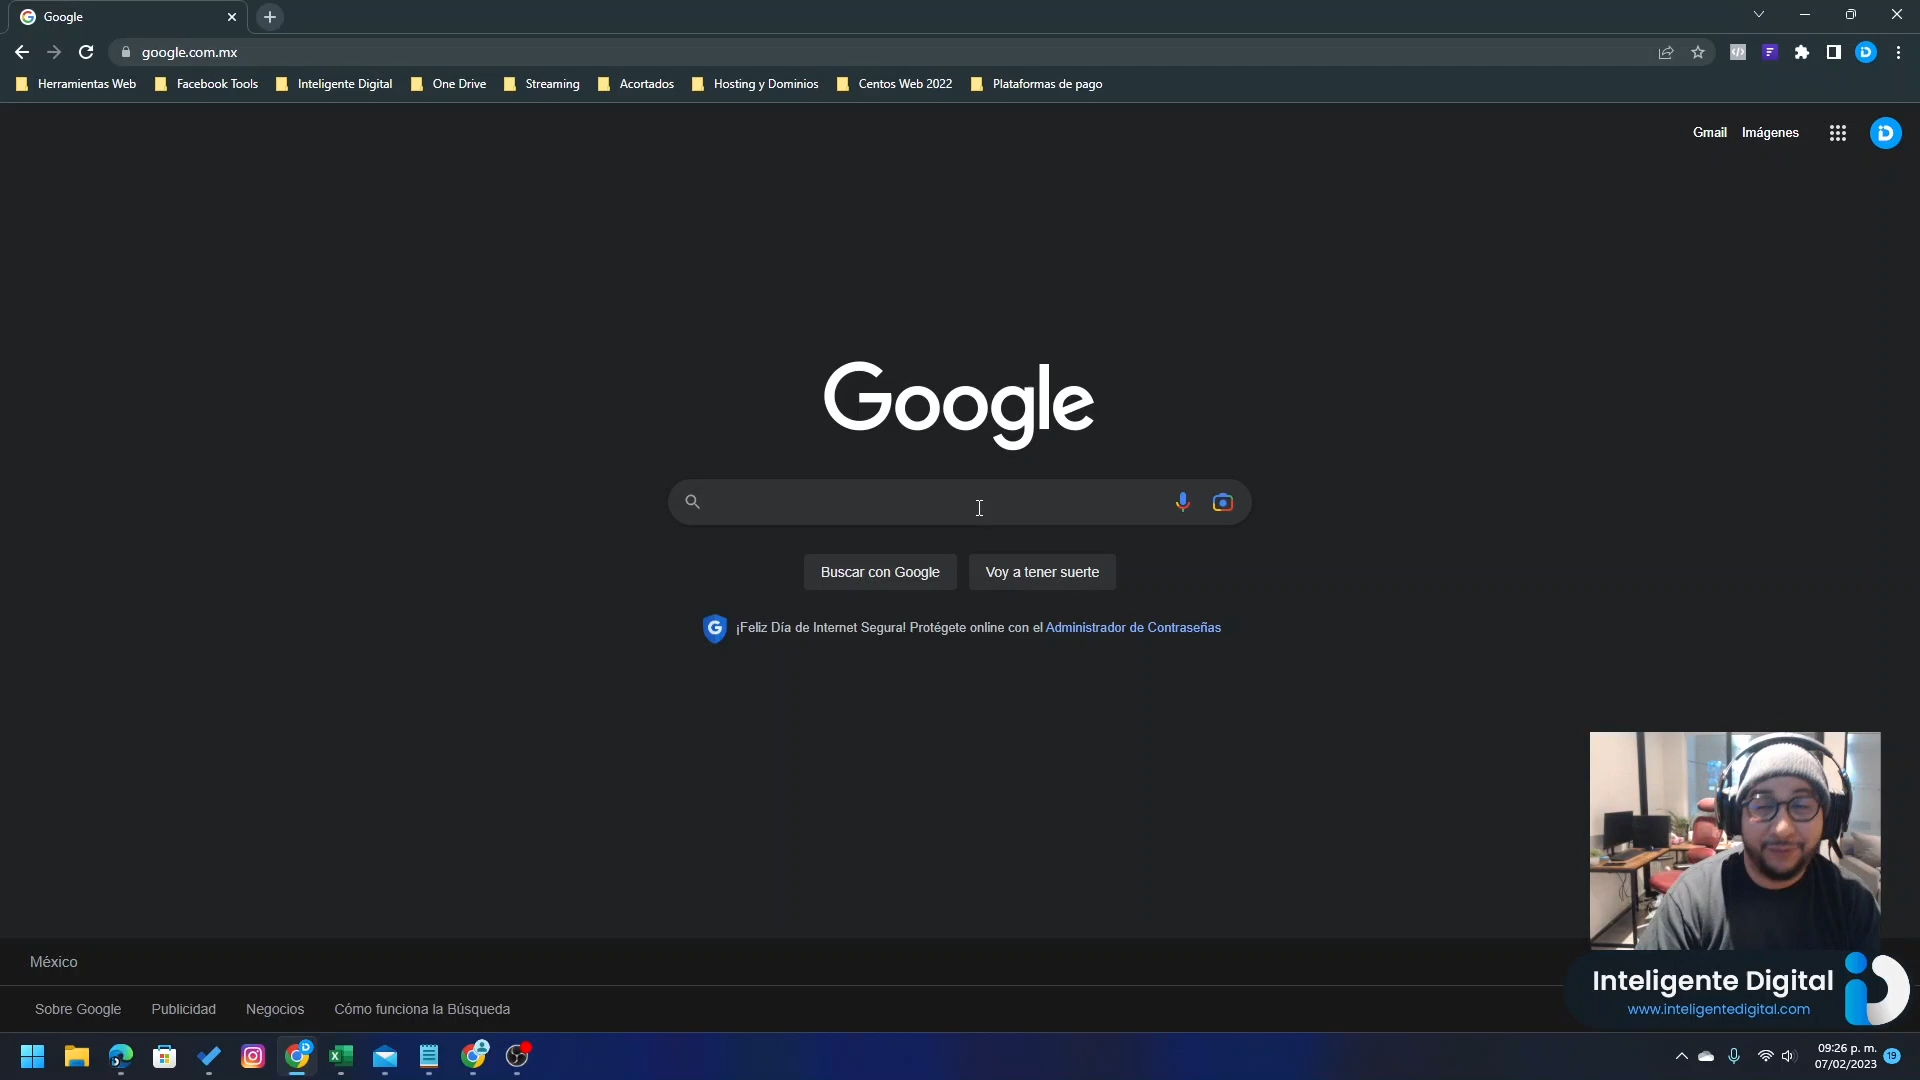 Google
google.com.mx
Herramientas Web
Facebook Tools
Inteligente Digital
One Drive
Streaming
Acortados
Hosting y Dominios
Centos Web 2022
Plataformas de pago
Gmail
Imágenes
Google
Buscar con Google
Voy a tener suerte
¡Feliz Día de Internet Segura! Protégete online con el Administrador de Contraseñas
México
Sobre Google
Publicidad
Negocios
Cómo funciona la Búsqueda
Inteligente Digital
www.inteligentedigital.com
09:26 p. m.
07/02/2023
19